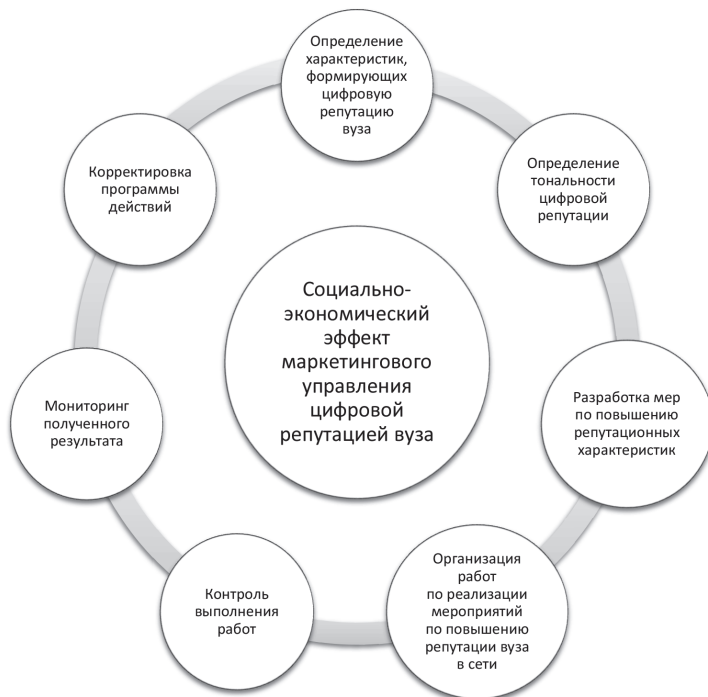 Определение
характеристик,
формирующих
цифровую
репутацию
вуза
Определение
тональности
цифровой
репутации
Разработка мер
по повышению
репутационных
характеристик
Организация
работ
по реализации
мероприятий
по повышению
репутации вуза
в сети
Контроль
выполнения
работ
Мониторинг
полученного
результата
Корректировка
программы
действий
Социально-
экономический
эффект
маркетингового
управления
цифровой
репутацией вуза